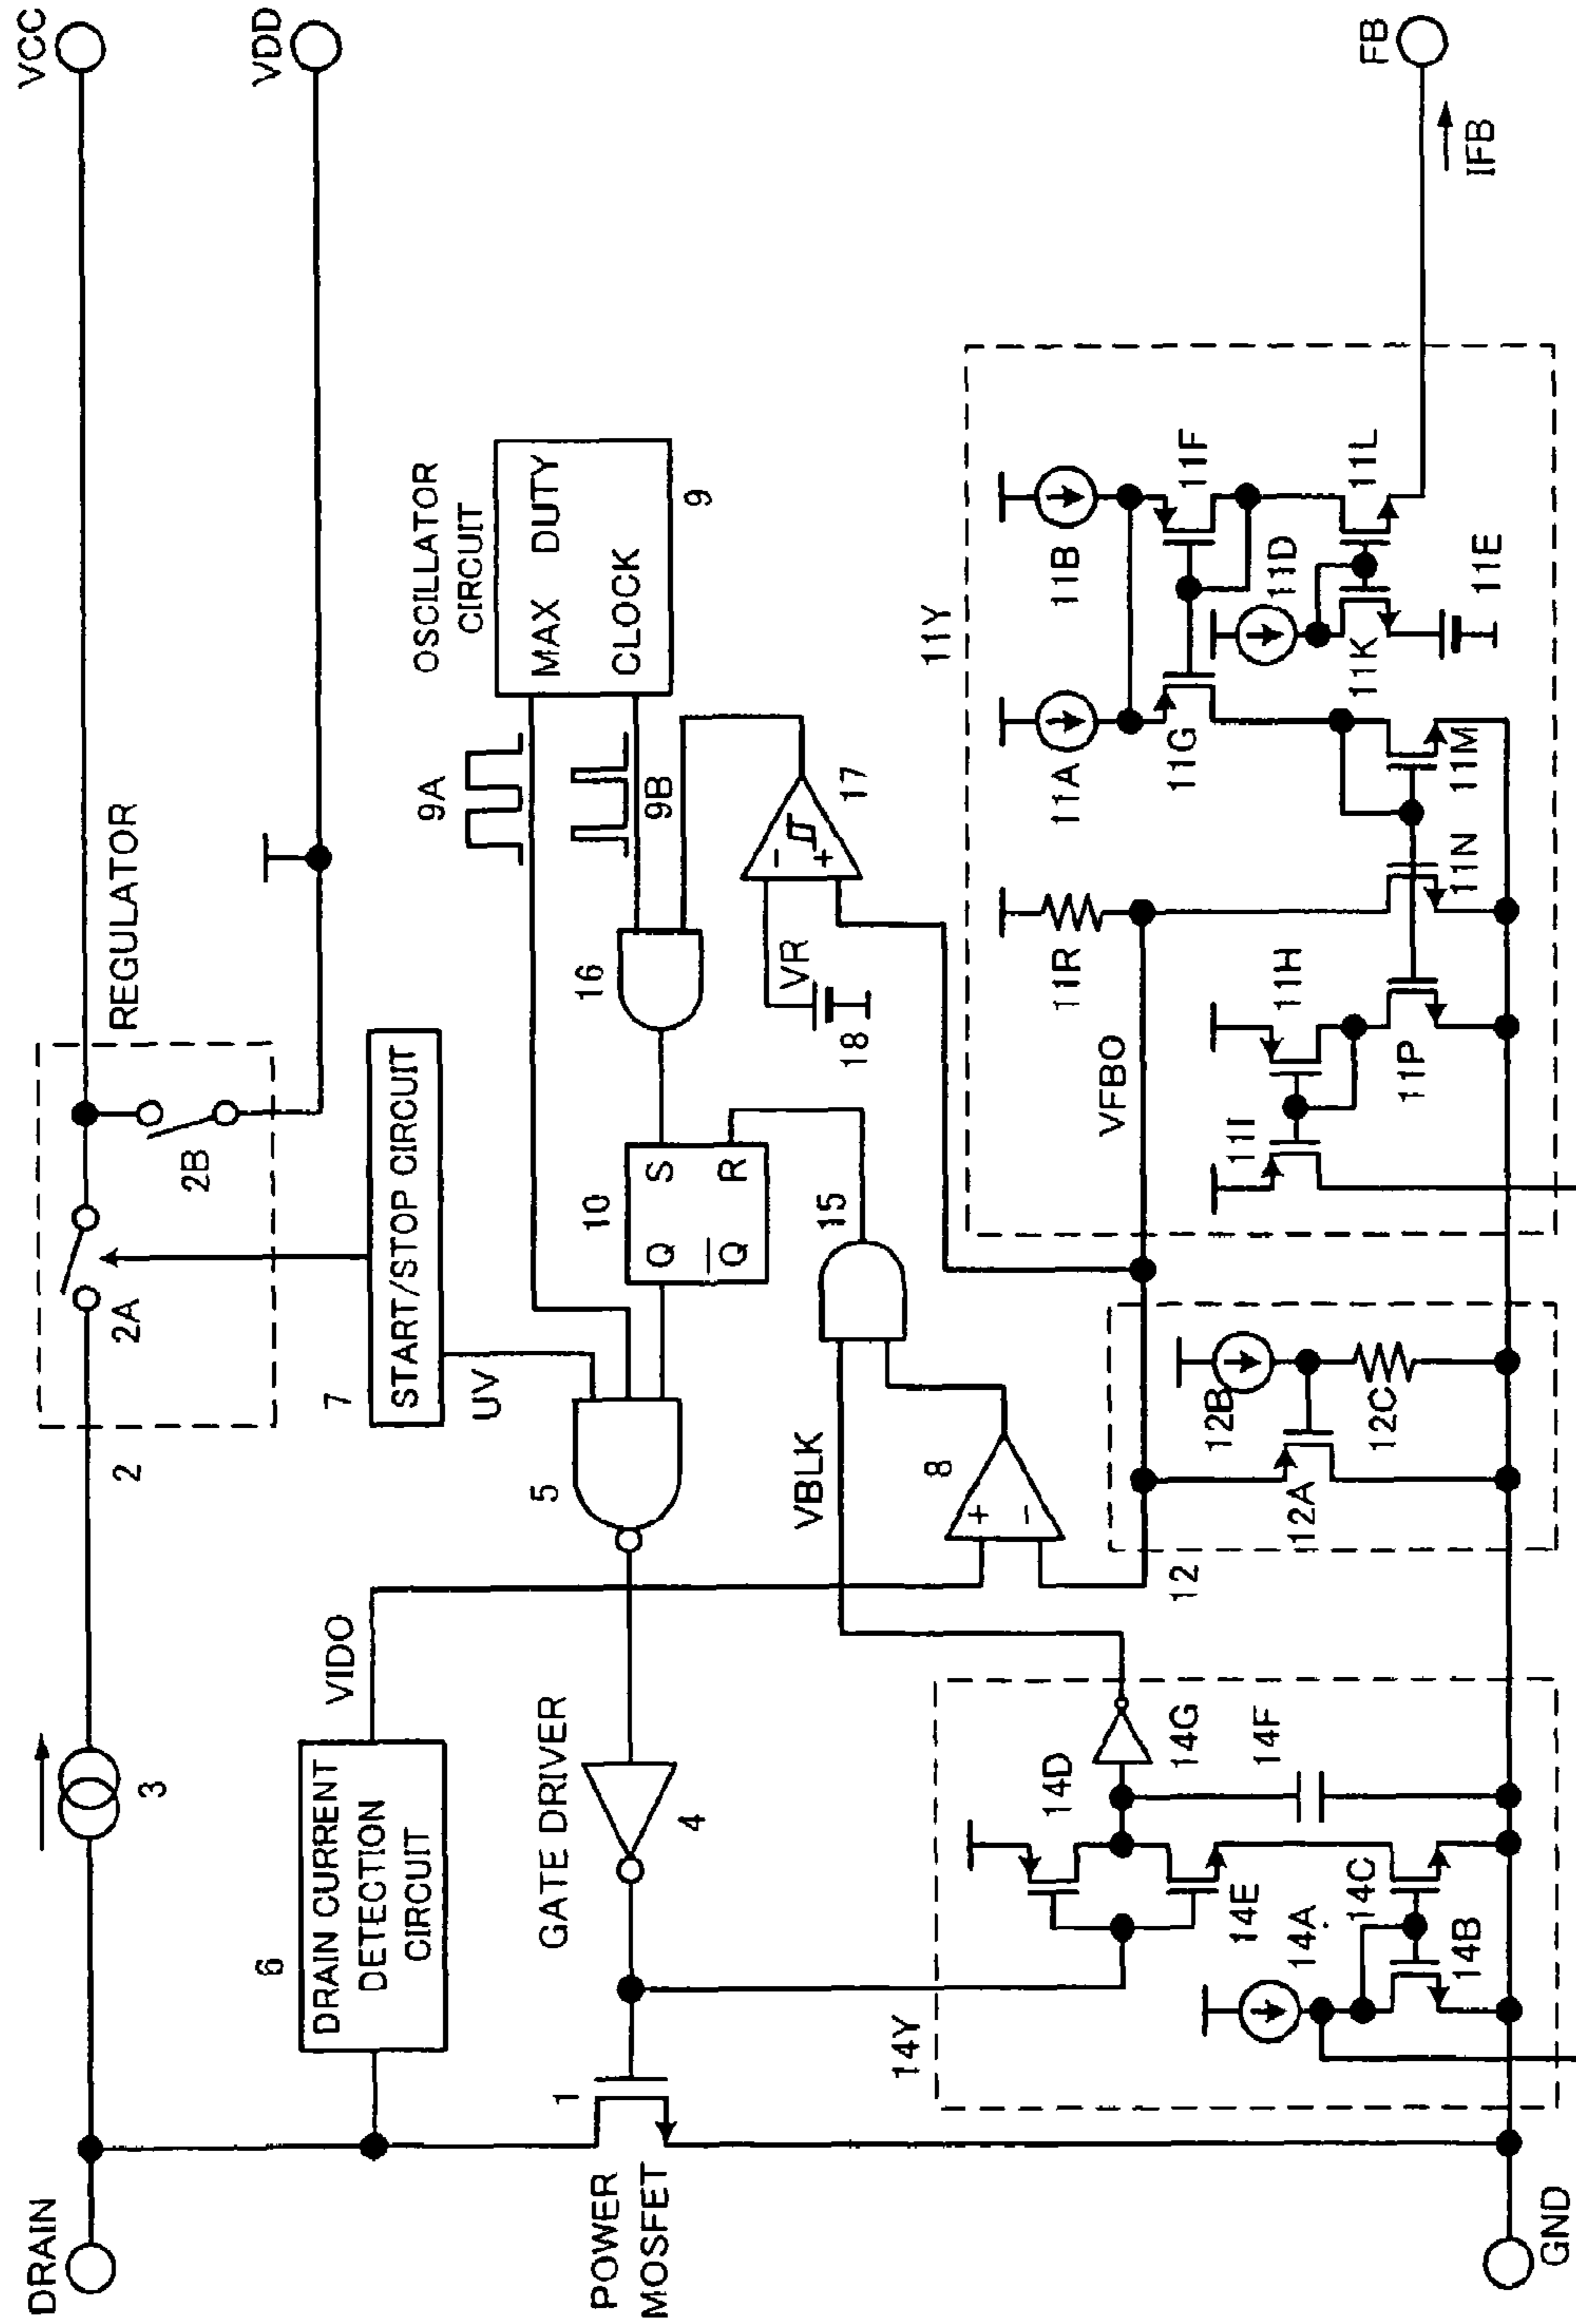 VCC
VDD
FB
IFB
REGULATOR
2A
2B
2
3
START/STOP CIRCUIT
7
UV
OSCILLATOR
CIRCUIT
MAX DUTY
CLOCK
9
9A
9B
16
17
VR
18
10
S
R
Q
Q
15
5
VIDO
VBLK
8
DRAIN CURRENT
DETECTION
CIRCUIT
6
GATE DRIVER
4
1
POWER
MOSFET
DRAIN
GND
11Y
11B
11F
11L
11D
11E
11K
11A
11G
11M
11N
11R
11H
11P
11I
VFBO
12B
12C
12A
12
14Y
14D
14G
14F
14E
14C
14A
14B